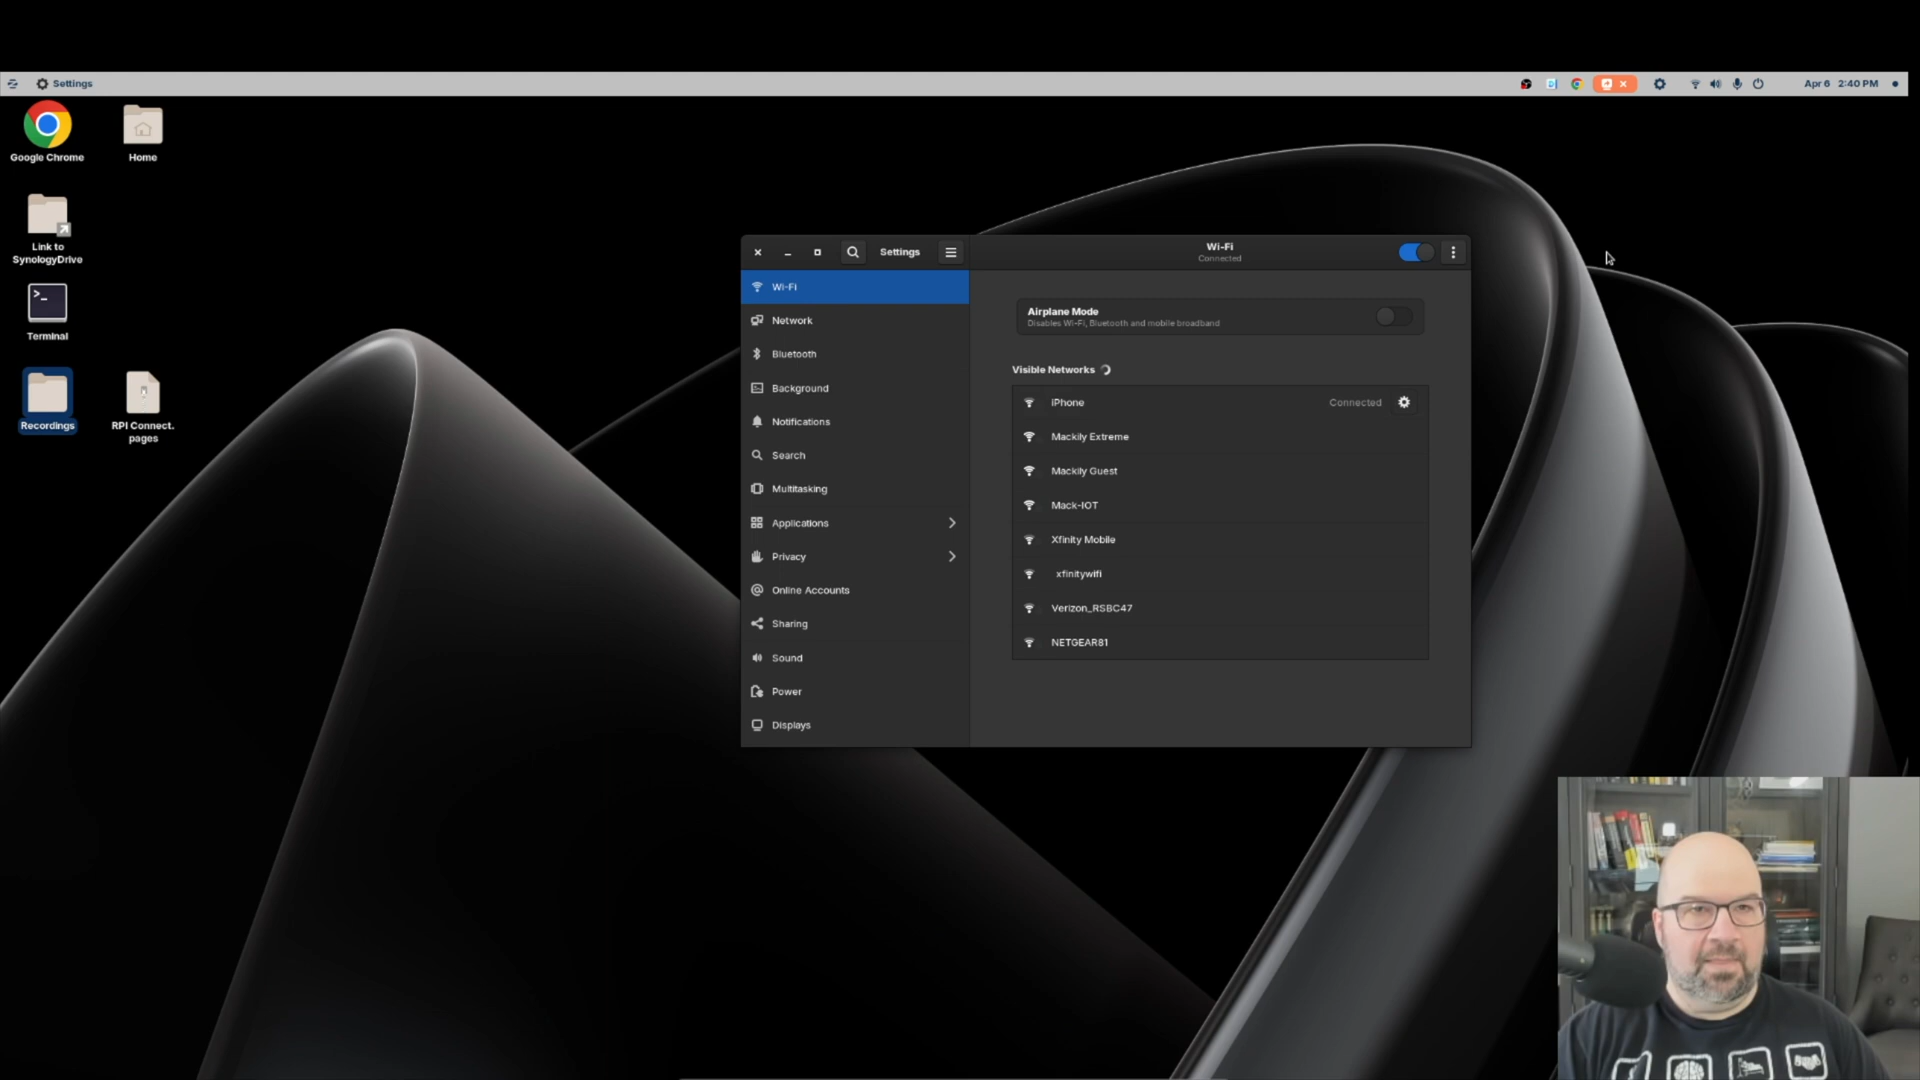 Settings
Apr 6 2:40 PM
Google Chrome
Home
Link to
SynologyDrive
Terminal
Recordings
RPI Connect.
pages
Settings
Wi-Fi
Connected
Wi-Fi
Network
Bluetooth
Background
Notifications
Search
Multitasking
Applications
Privacy
Online Accounts
Sharing
Sound
Power
Displays
Airplane Mode
Disables Wi-Fi, Bluetooth and mobile broadband
Visible Networks
iPhone Connected
Mackily Extreme
Mackily Guest
Mack-IOT
Xfinity Mobile
xfinitywifi
Verizon_RSBC47
NETGEAR81